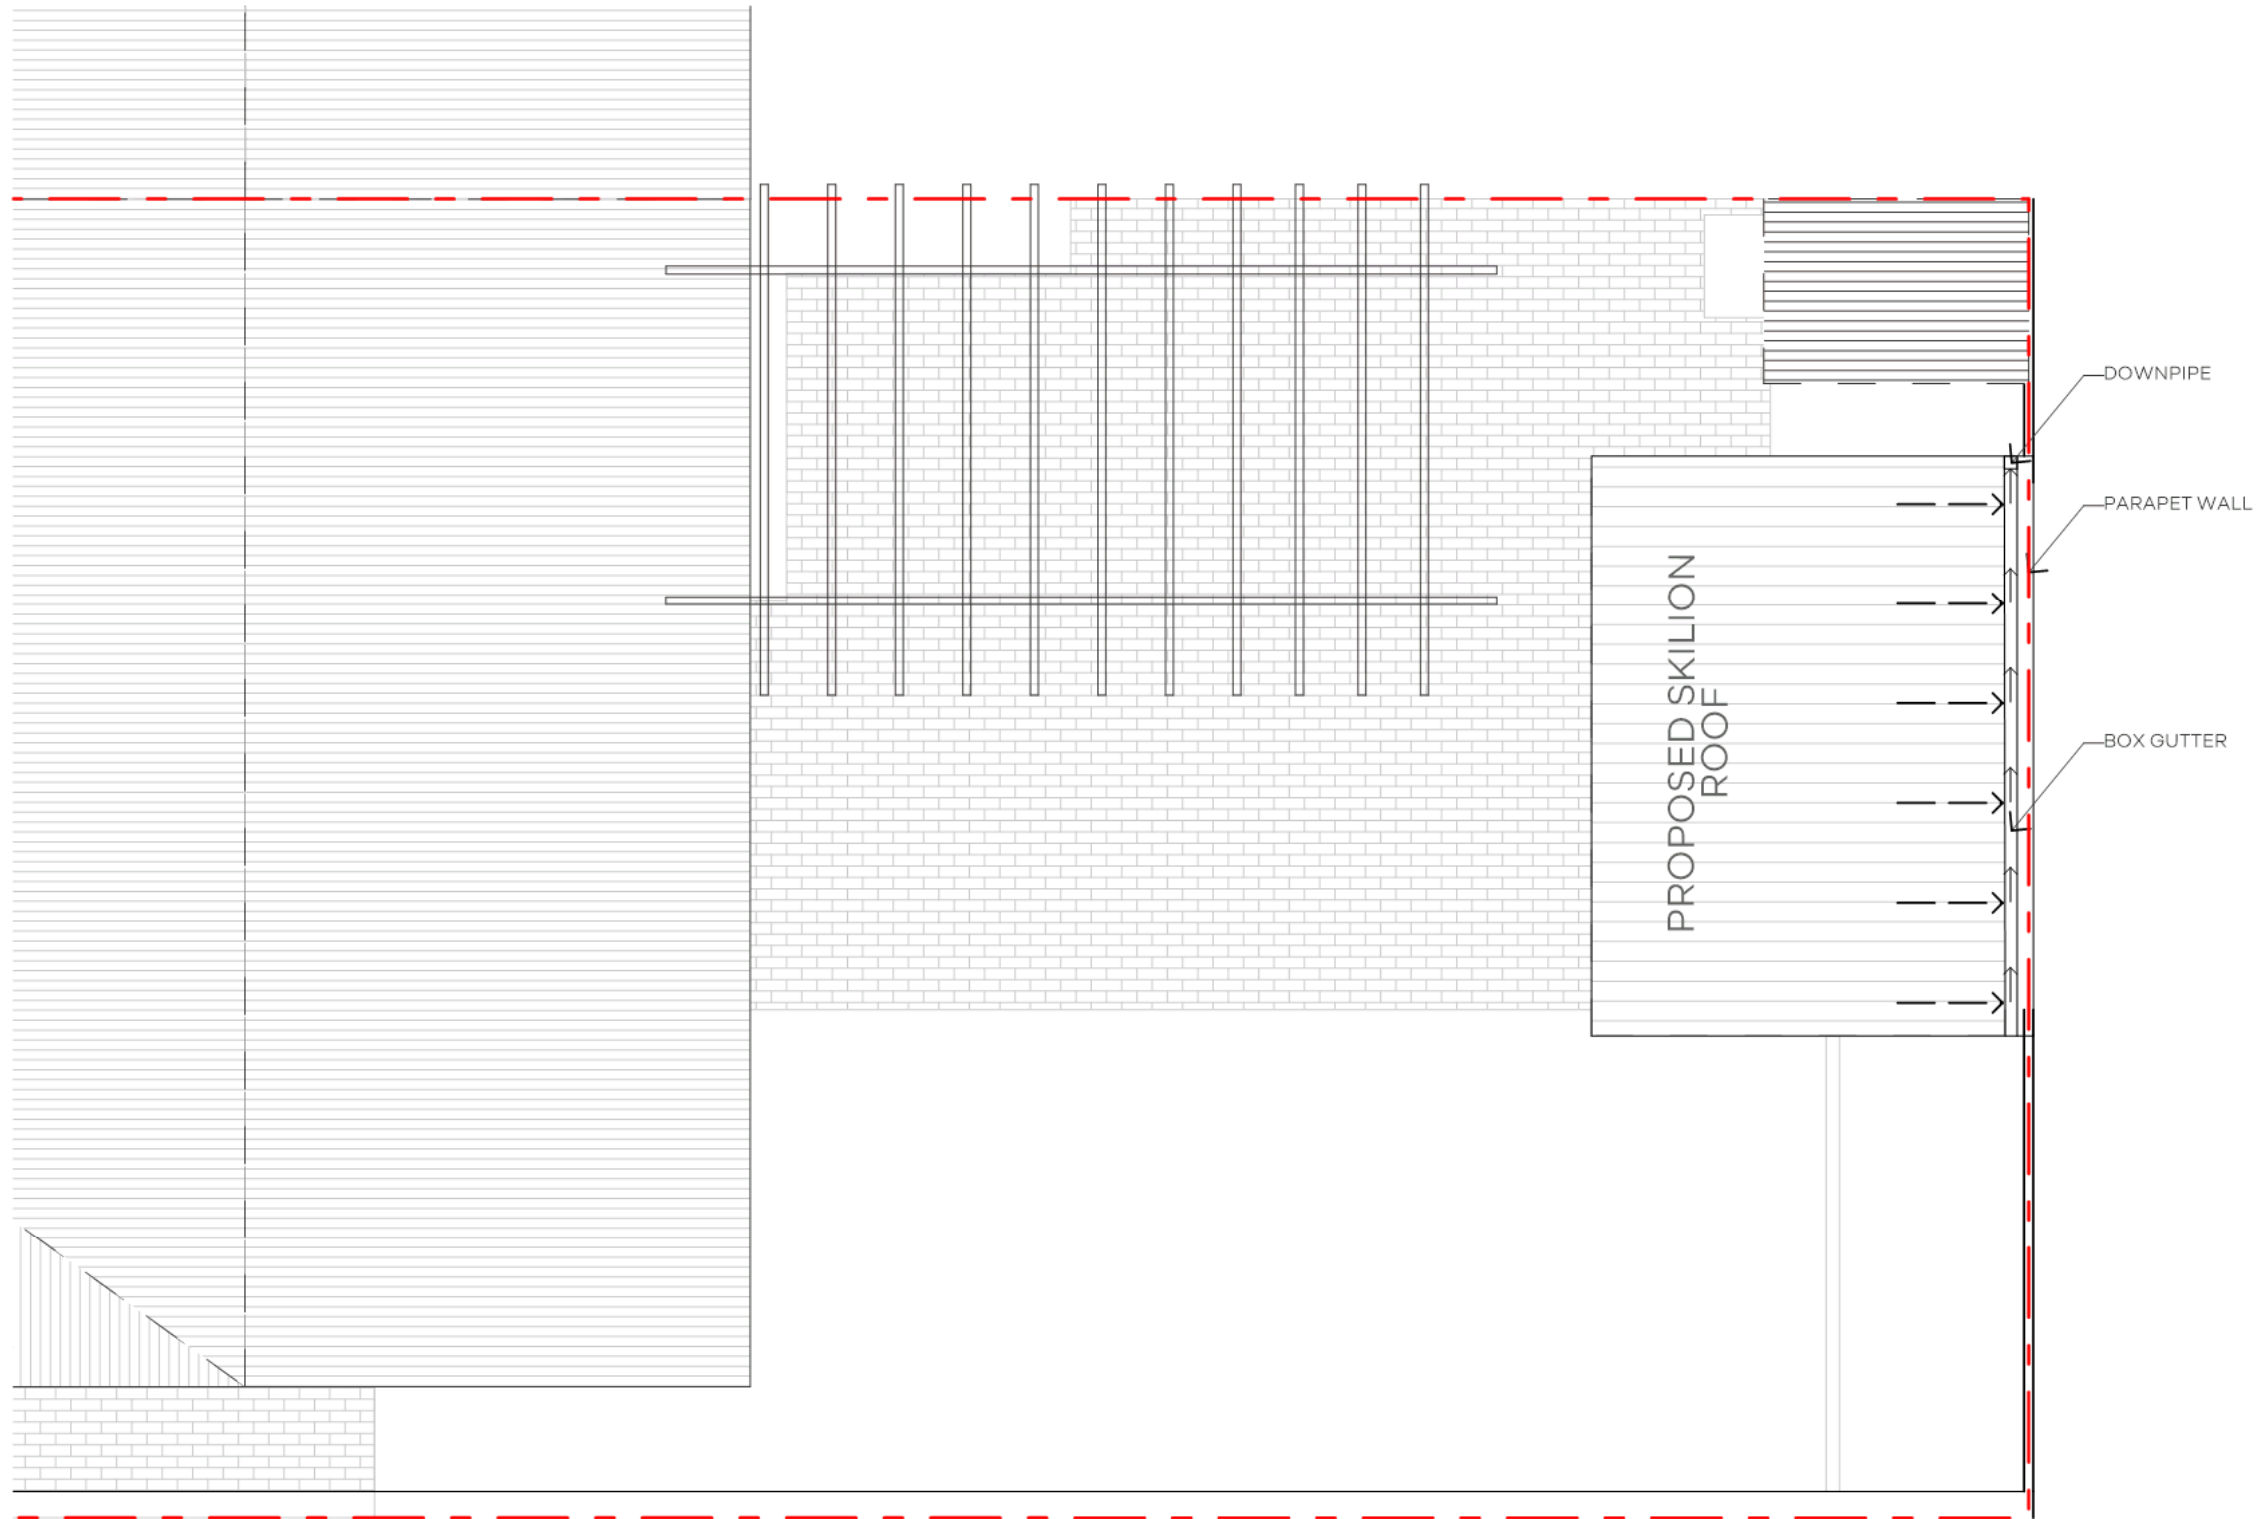 DOWNPIPE
PARAPET WALL
PROPOSED SKILION
ROOF
BOX GUTTER